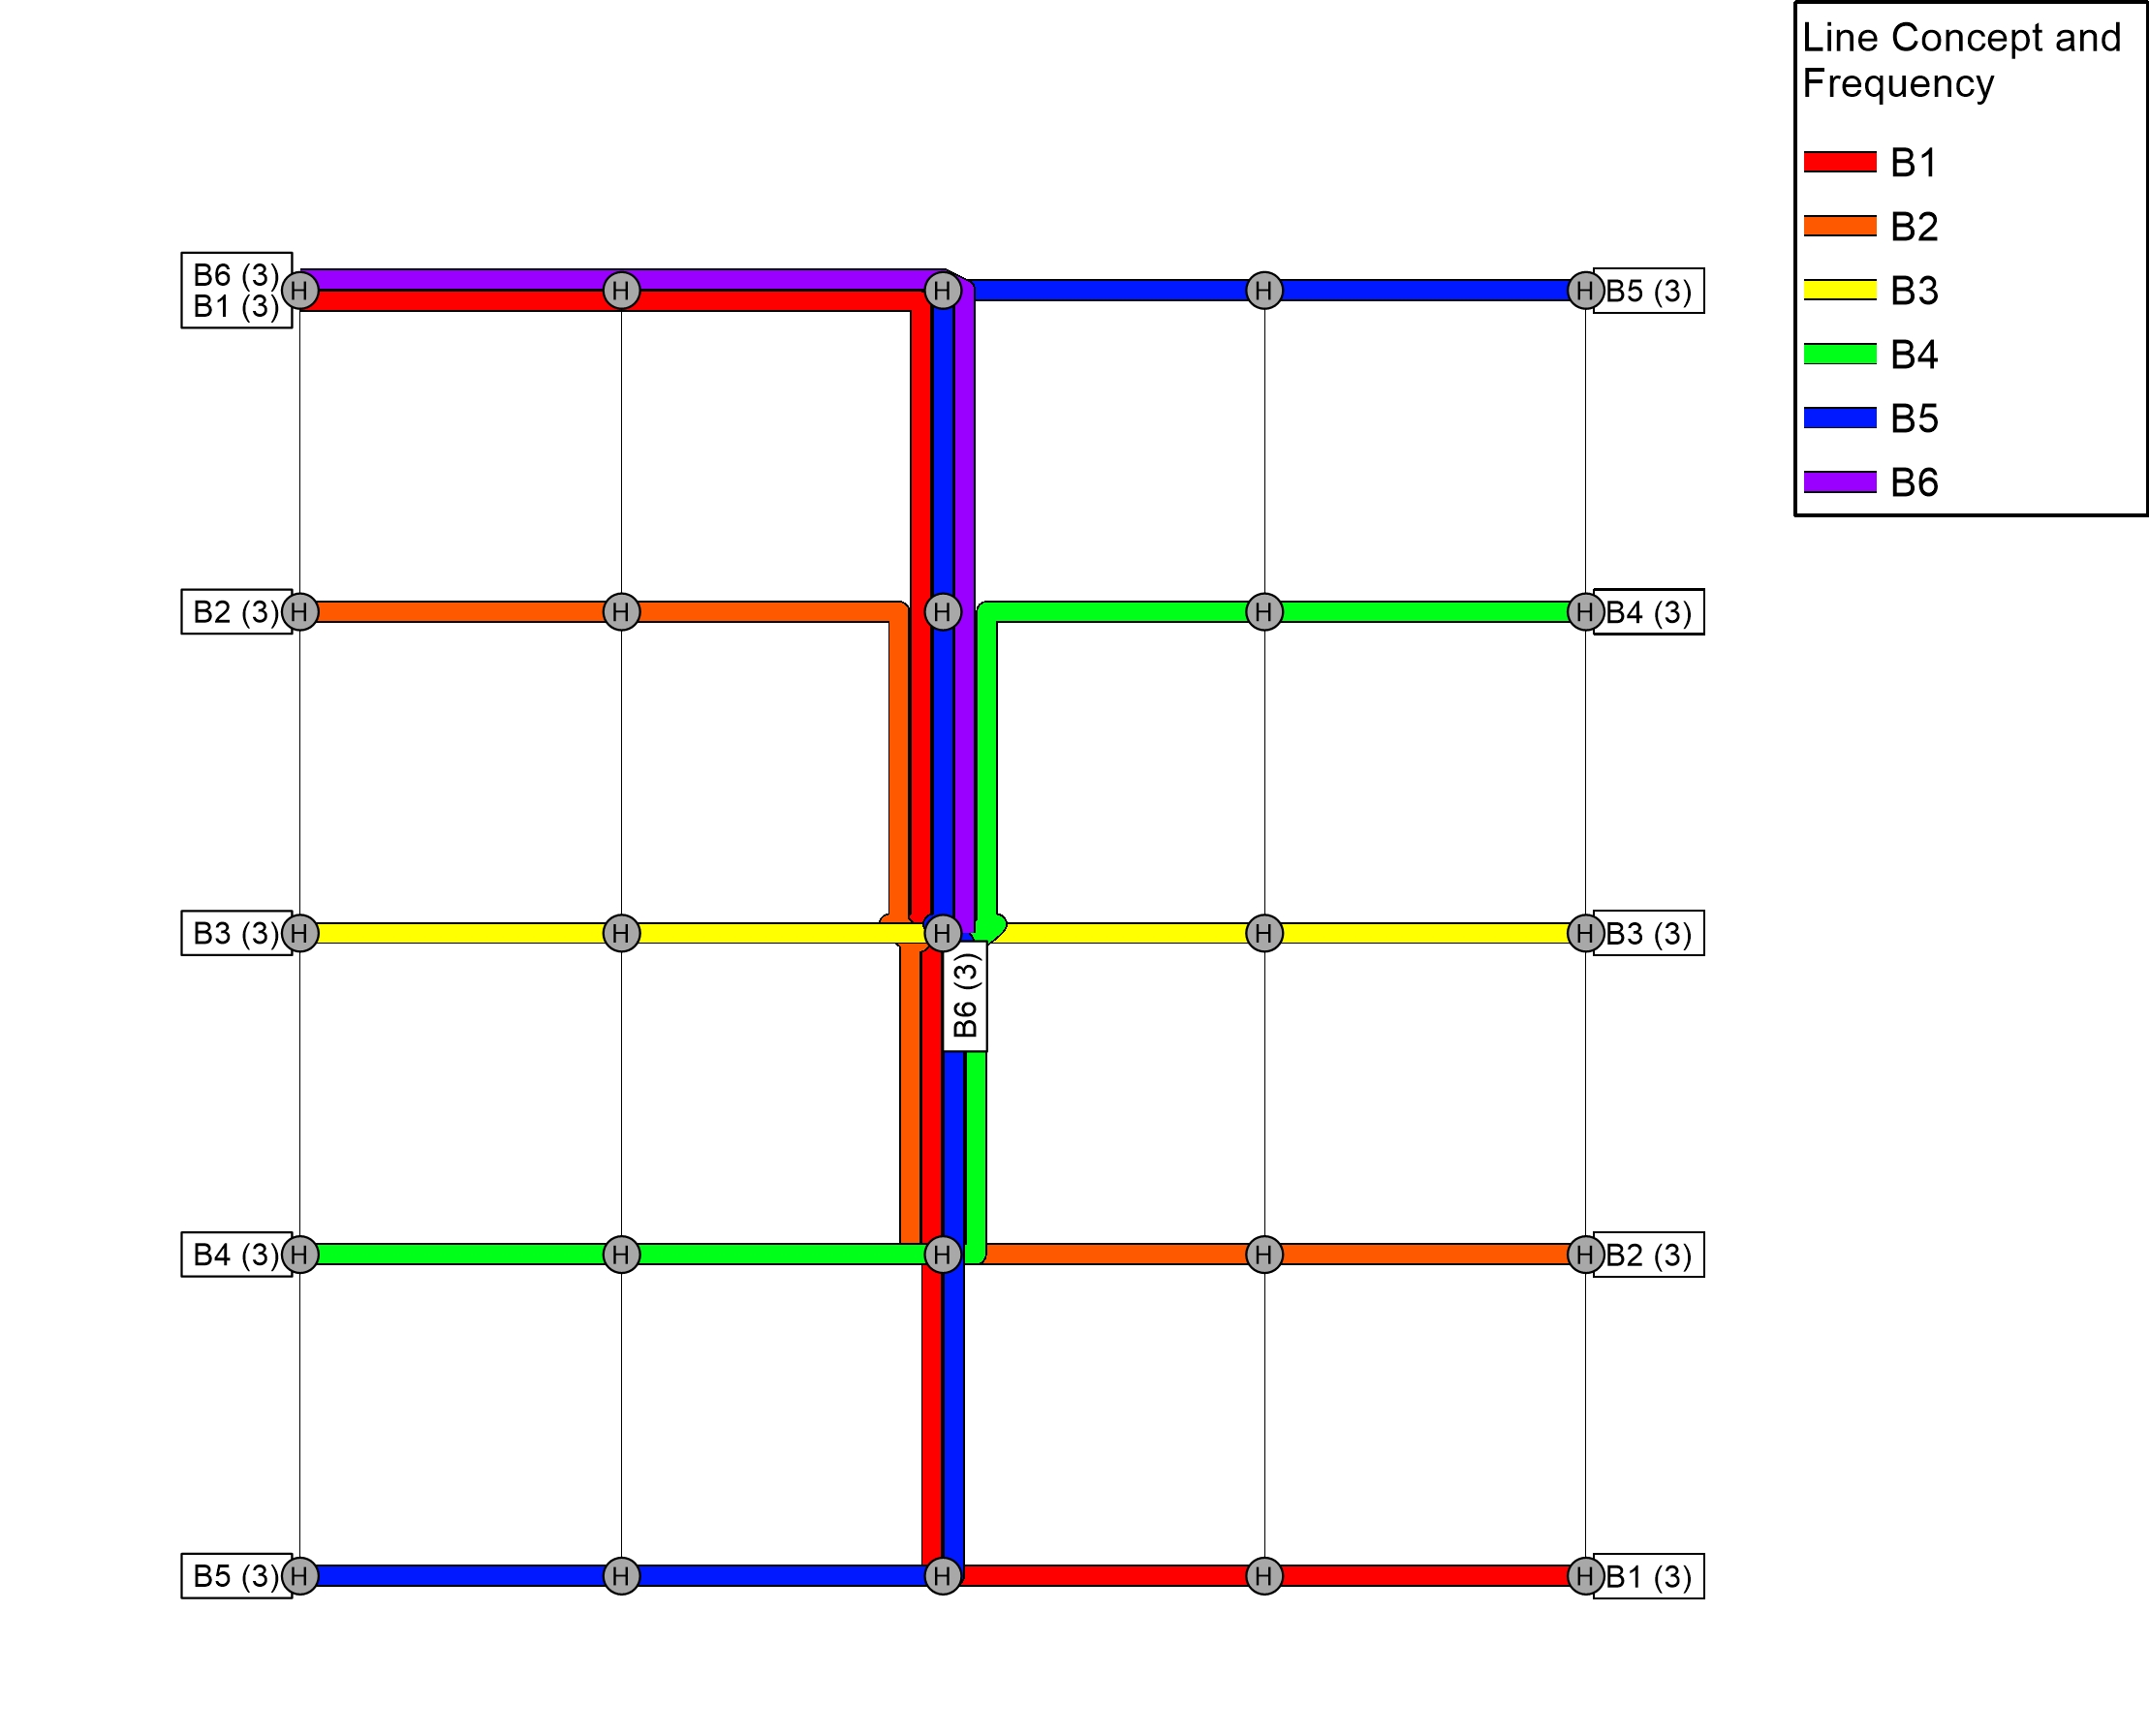 Line Concept and
Frequency
B1
B2
B3
B4
B5
B6
B6 (3)
B1 (3)
H
H
H
H
H
B5 (3)
B2 (3)
H
H
H
H
H
B4 (3)
B3 (3)
H
H
H
H
H
B3 (3)
B6 (3)
B4 (3)
H
H
H
H
H
B2 (3)
B5 (3)
H
H
H
H
H
B1 (3)